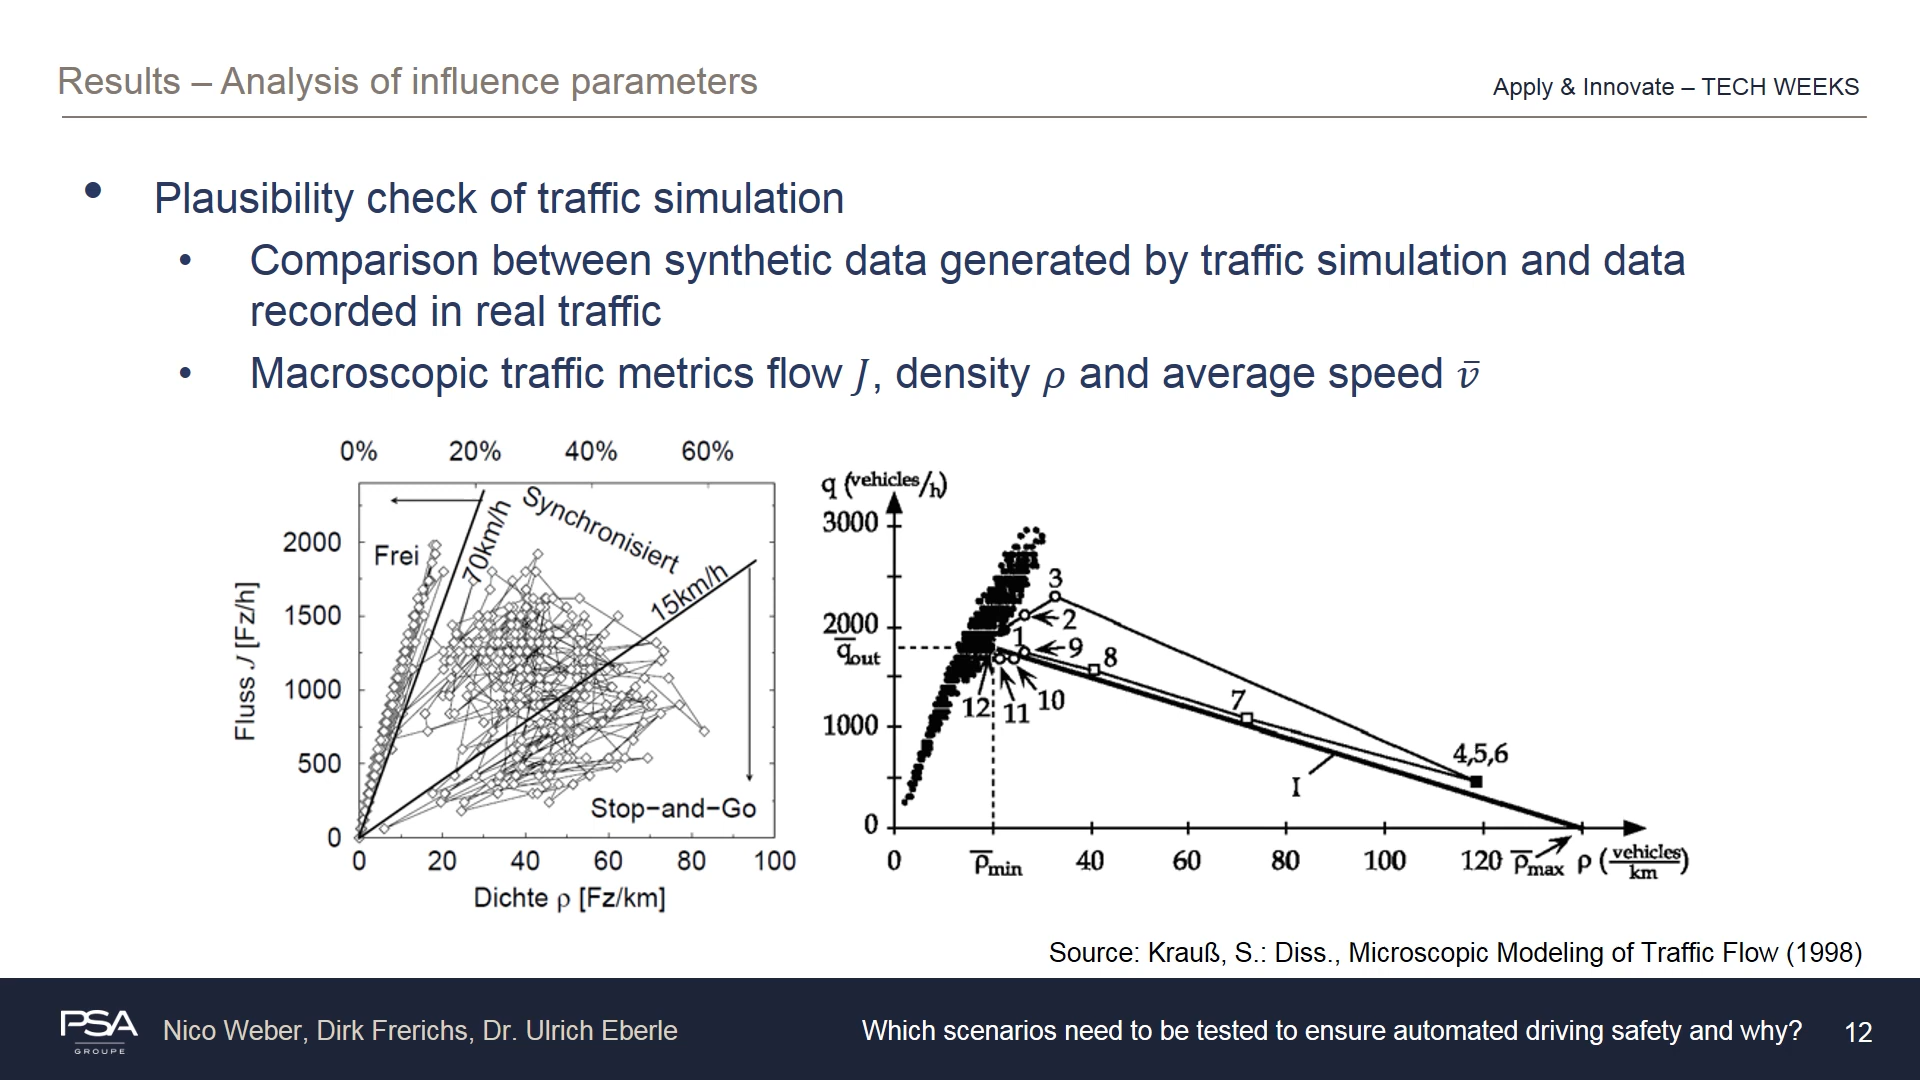 Results – Analysis of influence parameters
Apply & Innovate – TECH WEEKS
• Plausibility check of traffic simulation
• Comparison between synthetic data generated by traffic simulation and data
recorded in real traffic
• Macroscopic traffic metrics flow J, density ρ and average speed v̄
0% 20% 40% 60%
Fluss J [Fz/h]
2000
1500
1000
500
0
Frei
70km/h
Synchronisiert
15km/h
Stop−and−Go
0 20 40 60 80 100
Dichte ρ [Fz/km]
q (vehicles/h)
3000
2000
q̄out
1000
0
3
2
1
9
8
12 11 10
7
4,5,6
I
0 ρ̄min 40 60 80 100 120 ρ̄max ρ (vehicles/km)
Source: Krauß, S.: Diss., Microscopic Modeling of Traffic Flow (1998)
PSA
GROUPE
Nico Weber, Dirk Frerichs, Dr. Ulrich Eberle
Which scenarios need to be tested to ensure automated driving safety and why?
12